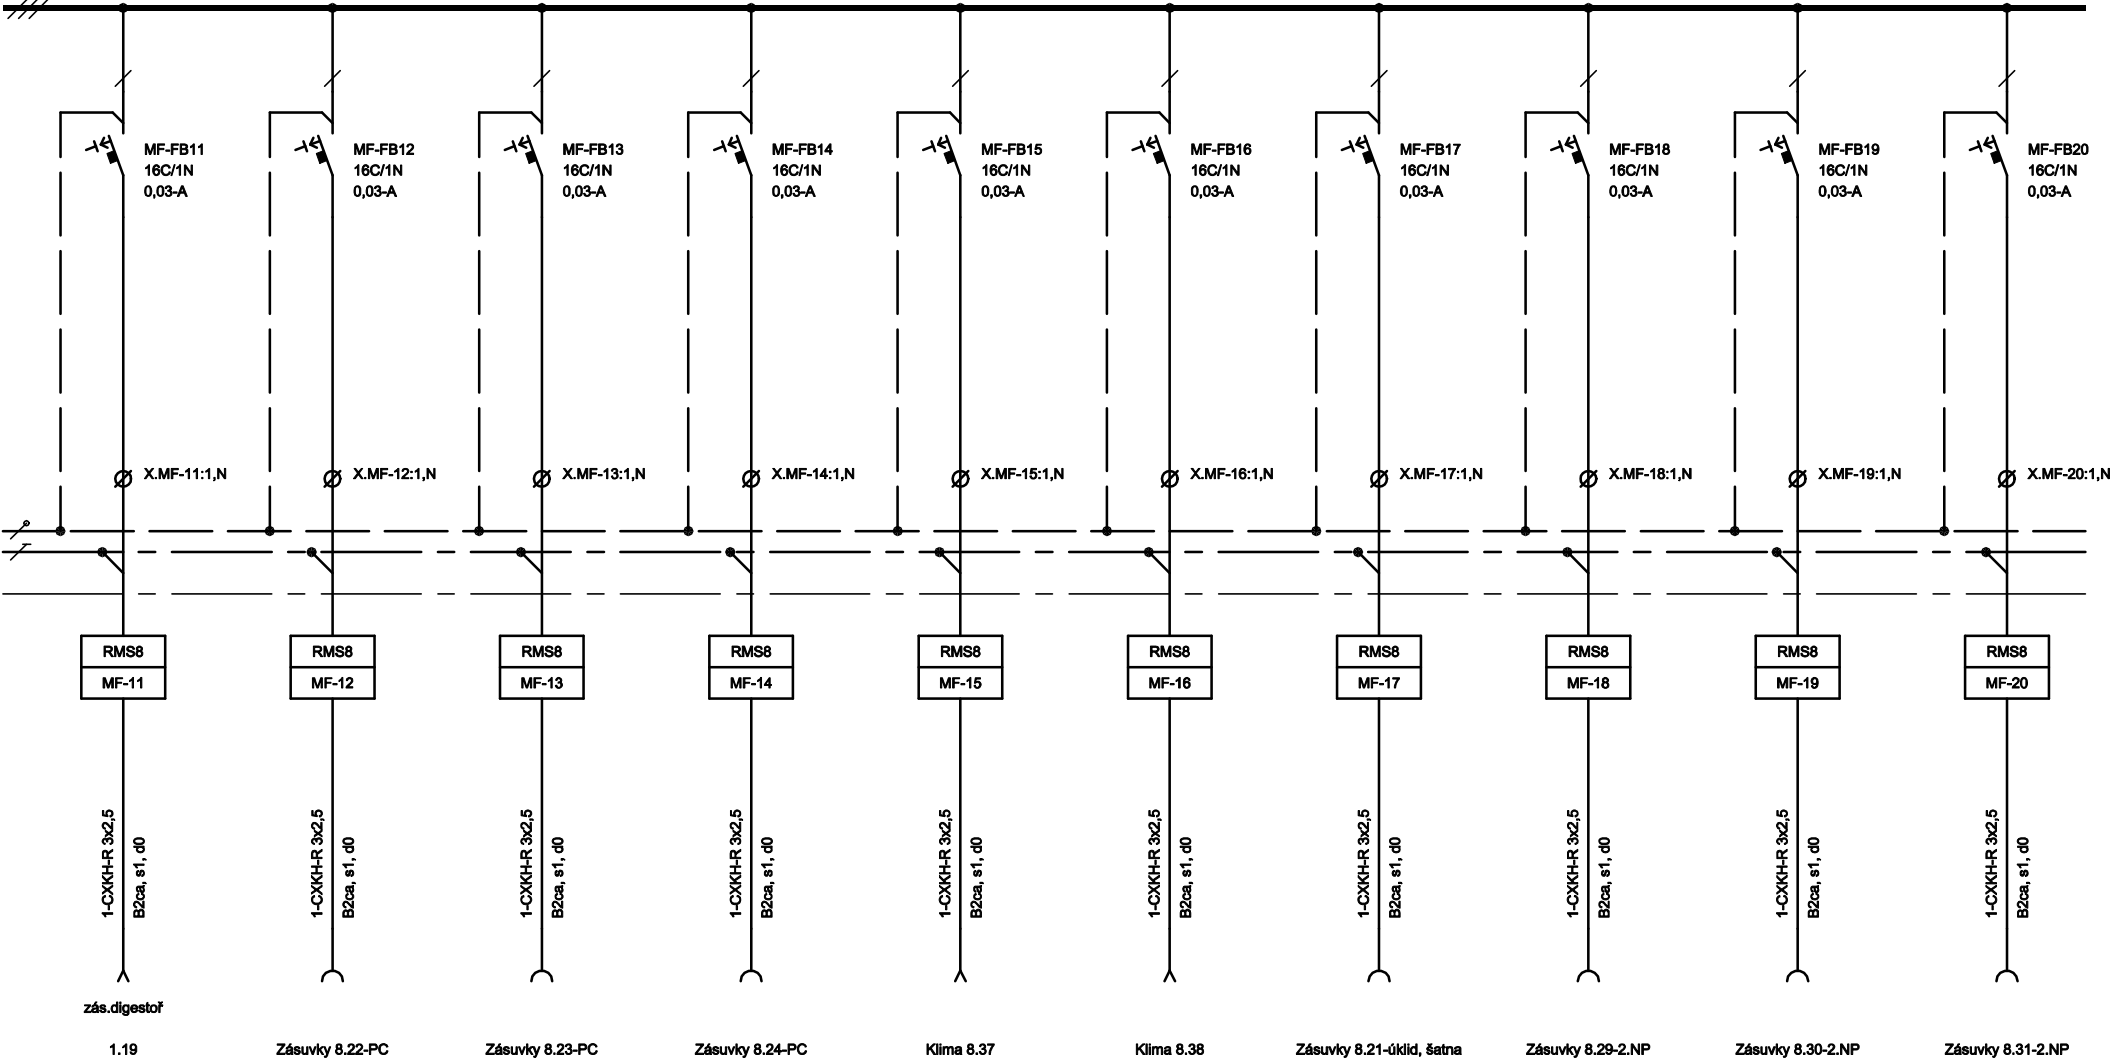 MF-FB11
16C/1N
0,03-A
MF-FB12
16C/1N
0,03-A
MF-FB13
16C/1N
0,03-A
MF-FB14
16C/1N
0,03-A
MF-FB15
16C/1N
0,03-A
MF-FB16
16C/1N
0,03-A
MF-FB17
16C/1N
0,03-A
MF-FB18
16C/1N
0,03-A
MF-FB19
16C/1N
0,03-A
MF-FB20
16C/1N
0,03-A
X.MF-11:1,N
X.MF-12:1,N
X.MF-13:1,N
X.MF-14:1,N
X.MF-15:1,N
X.MF-16:1,N
X.MF-17:1,N
X.MF-18:1,N
X.MF-19:1,N
X.MF-20:1,N
RMS8
MF-11
RMS8
MF-12
RMS8
MF-13
RMS8
MF-14
RMS8
MF-15
RMS8
MF-16
RMS8
MF-17
RMS8
MF-18
RMS8
MF-19
RMS8
MF-20
1-CXKH-R 3x2,5
B2ca, s1, d0
1-CXKH-R 3x2,5
B2ca, s1, d0
1-CXKH-R 3x2,5
B2ca, s1, d0
1-CXKH-R 3x2,5
B2ca, s1, d0
1-CXKH-R 3x2,5
B2ca, s1, d0
1-CXKH-R 3x2,5
B2ca, s1, d0
1-CXKH-R 3x2,5
B2ca, s1, d0
1-CXKH-R 3x2,5
B2ca, s1, d0
1-CXKH-R 3x2,5
B2ca, s1, d0
1-CXKH-R 3x2,5
B2ca, s1, d0
zás.digestoř
1.19
Zásuvky 8.22-PC
Zásuvky 8.23-PC
Zásuvky 8.24-PC
Klima 8.37
Klima 8.38
Zásuvky 8.21-úklid, šatna
Zásuvky 8.29-2.NP
Zásuvky 8.30-2.NP
Zásuvky 8.31-2.NP